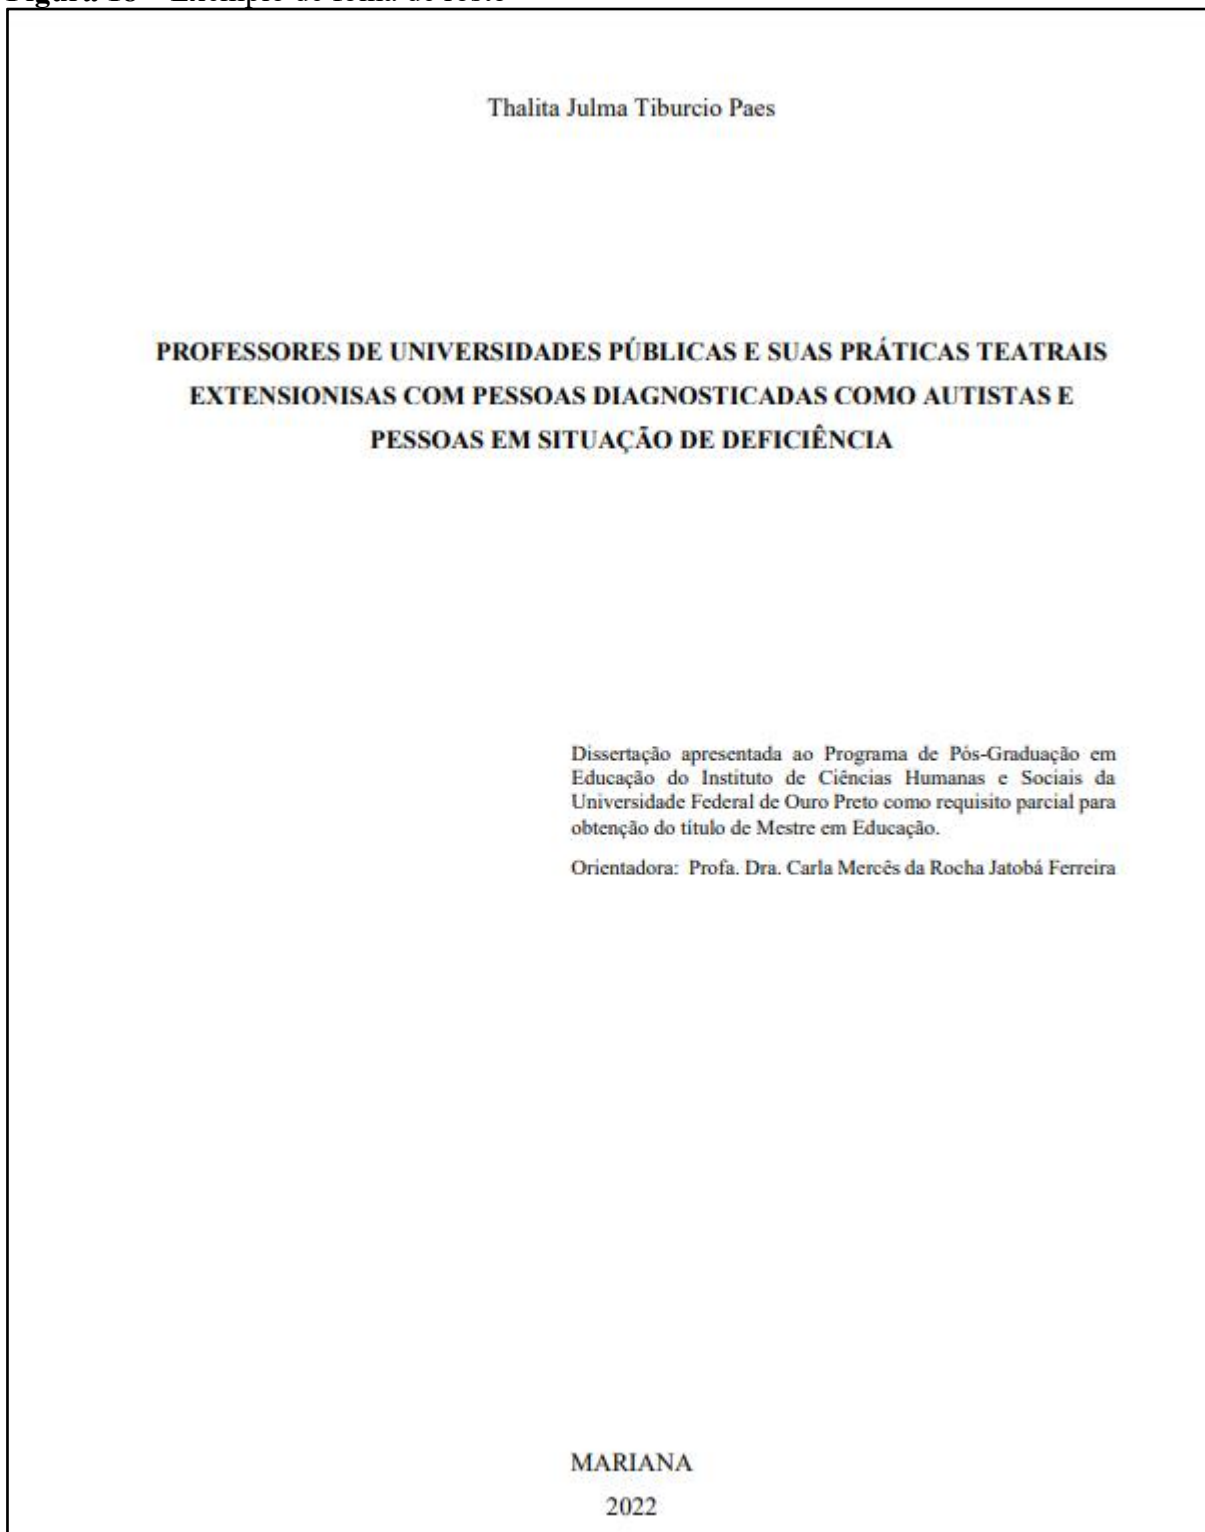 Thalita Julma Tiburcio Paes
PROFESSORES DE UNIVERSIDADES PÚBLICAS E SUAS PRÁTICAS TEATRAIS
EXTENSIONISAS COM PESSOAS DIAGNOSTICADAS COMO AUTISTAS E
PESSOAS EM SITUAÇÃO DE DEFICIÊNCIA
Dissertação apresentada ao Programa de Pós-Graduação em
Educação do Instituto de Ciências Humanas e Sociais da
Universidade Federal de Ouro Preto como requisito parcial para
obtenção do título de Mestre em Educação.
Orientadora: Profa. Dra. Carla Mercês da Rocha Jatobá Ferreira
MARIANA
2022